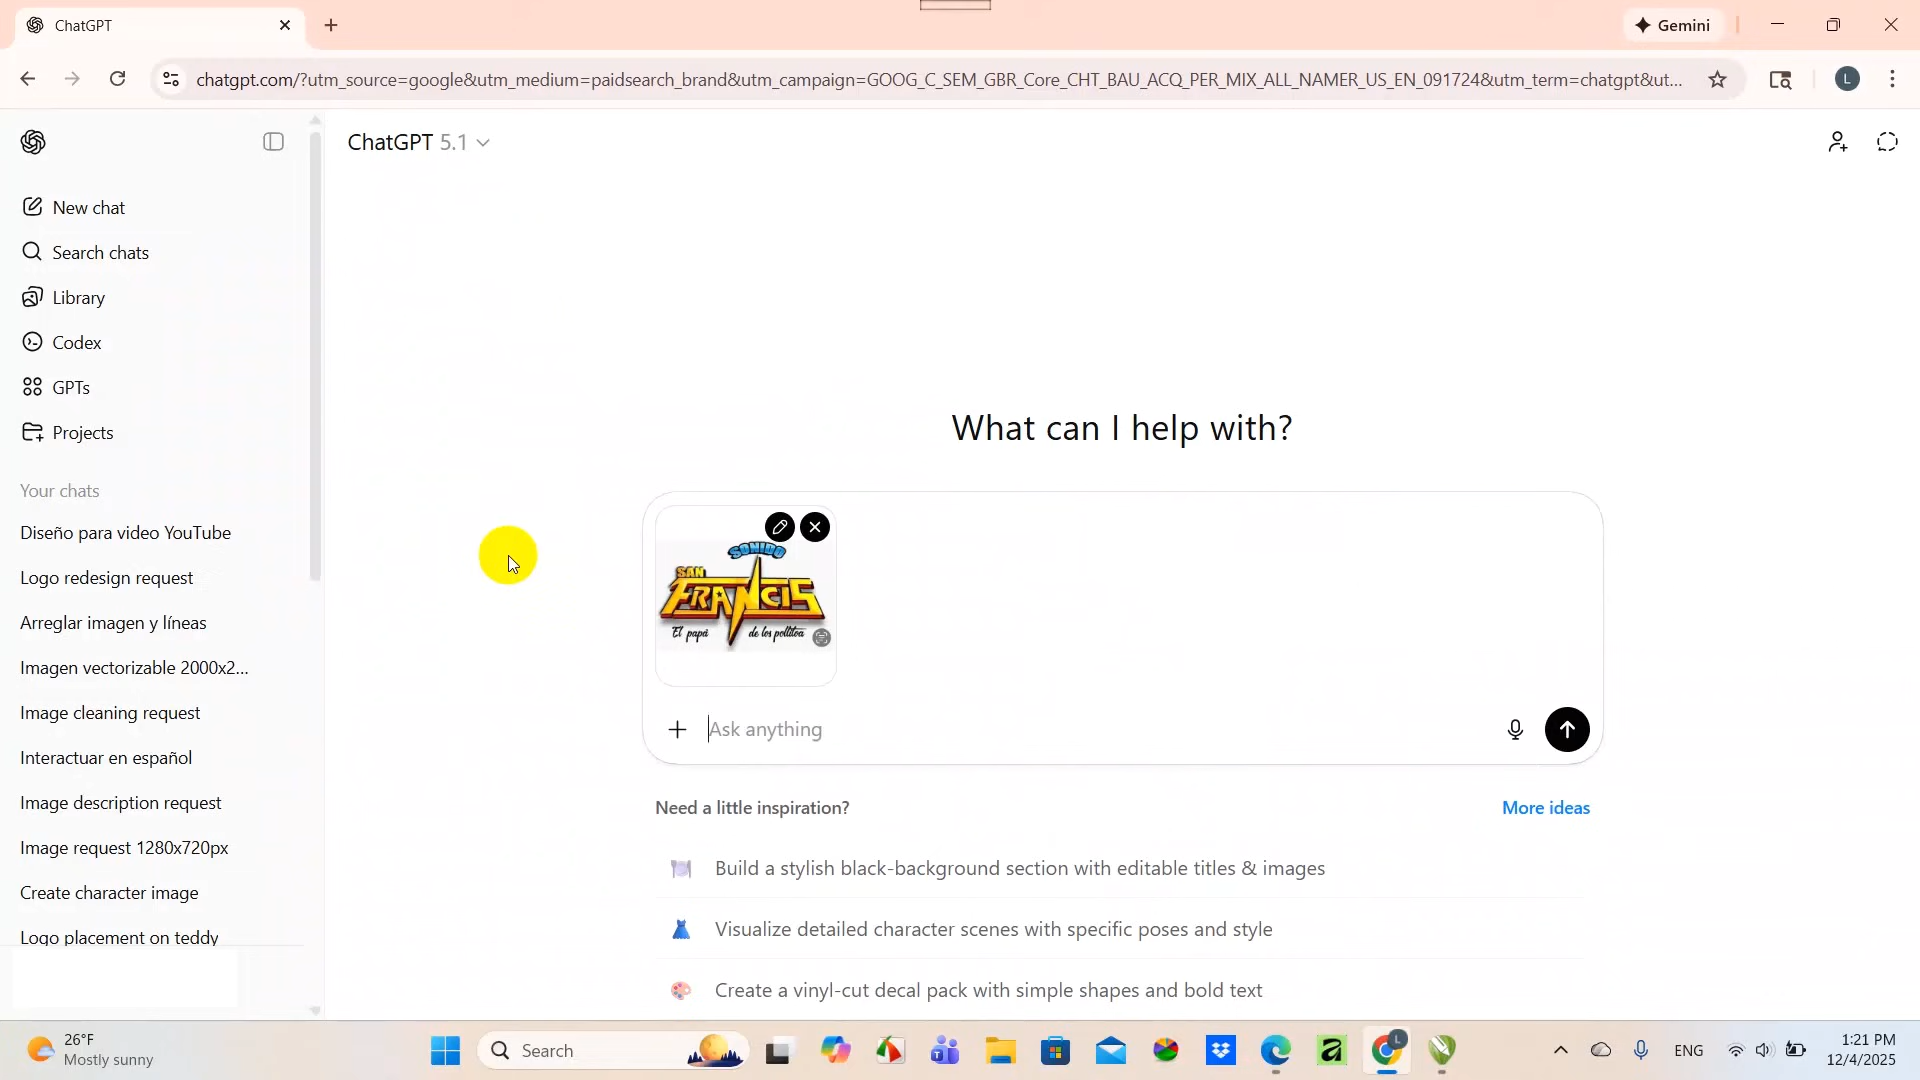 ChatGPT
Gemini
chatgpt.com/?utm_source=google&utm_medium=paidsearch_brand&utm_campaign=GOOG_C_SEM_GBR_Core_CHT_BAU_ACQ_PER_MIX_ALL_NAMER_US_EN_091724&utm_term=chatgpt&ut...
L
ChatGPT 5.1
New chat
Search chats
Library
Codex
GPTs
Projects
Your chats
Diseño para video YouTube
Logo redesign request
Arreglar imagen y líneas
Imagen vectorizable 2000x2...
Image cleaning request
Interactuar en español
Image description request
Image request 1280x720px
Create character image
Logo placement on teddy
What can I help with?
SONIDO
SAN
FRANCIS
El papá de los pollitos
Ask anything
Need a little inspiration?
More ideas
Build a stylish black-background section with editable titles & images
Visualize detailed character scenes with specific poses and style
Create a vinyl-cut decal pack with simple shapes and bold text
26°F
Mostly sunny
Search
L
ENG
1:21 PM
12/4/2025